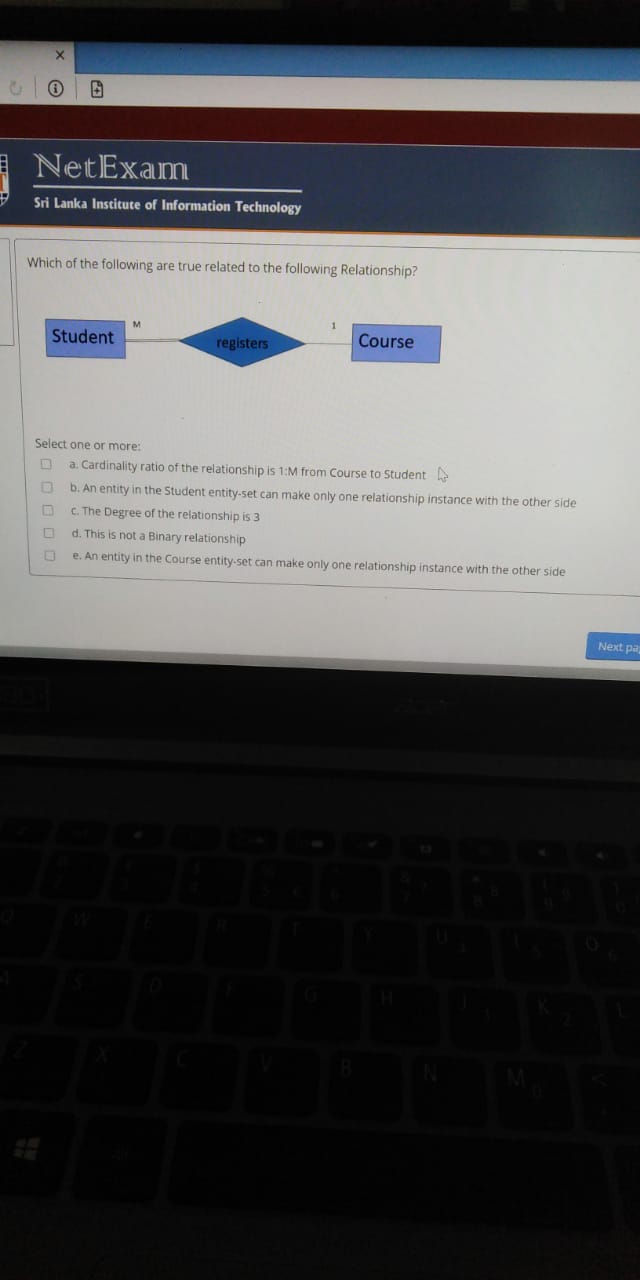 NetExam
Sri Lanka Institute of Information Technology
Which of the following are true related to the following Relationship?
Student M registers 1 Course
Select one or more:
a. Cardinality ratio of the relationship is 1:M from Course to Student
b. An entity in the Student entity-set can make only one relationship instance with the other side
c. The Degree of the relationship is 3
d. This is not a Binary relationship
e. An entity in the Course entity-set can make only one relationship instance with the other side
Next pa
W E R T Y U I O
A S D F G H J K L
Z X C V B N M